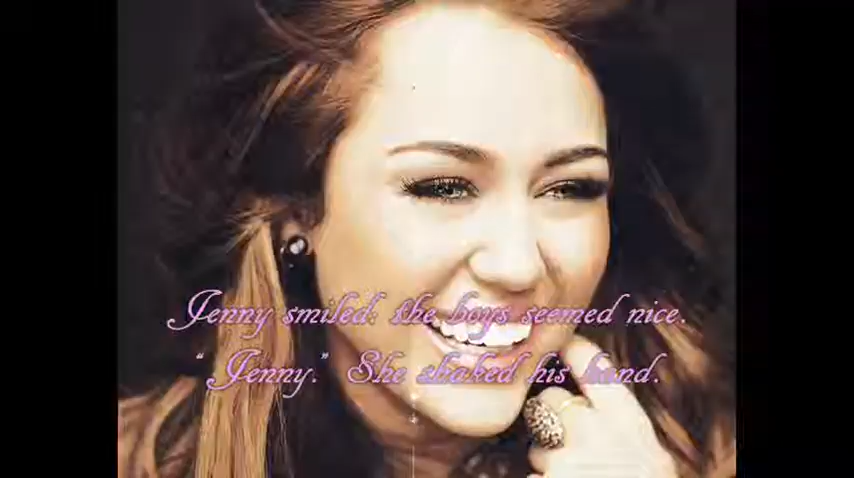 Jenny smiled: the boys seemed nice.
"Jenny." She shaked his hand.